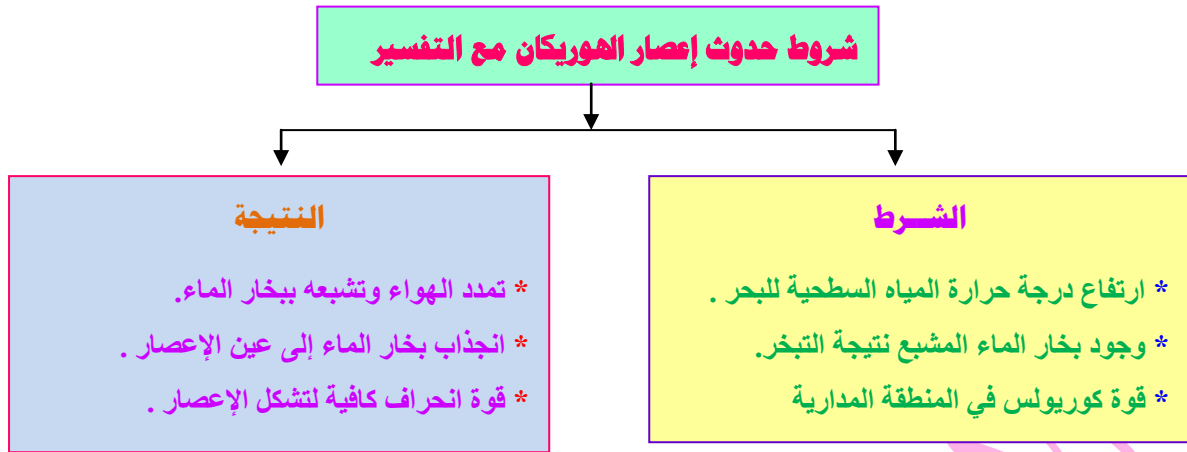 شروط حدوث إعصار الهوريكان مع التفسير
الشـــرط
* ارتفاع درجة حرارة المياه السطحية للبحر .
* وجود بخار الماء المشبع نتيجة التبخر.
* قوة كوريولس في المنطقة المدارية
النتيجة
* تمدد الهواء وتشبعه ببخار الماء.
* انجذاب بخار الماء إلى عين الإعصار .
* قوة انحراف كافية لتشكل الإعصار .